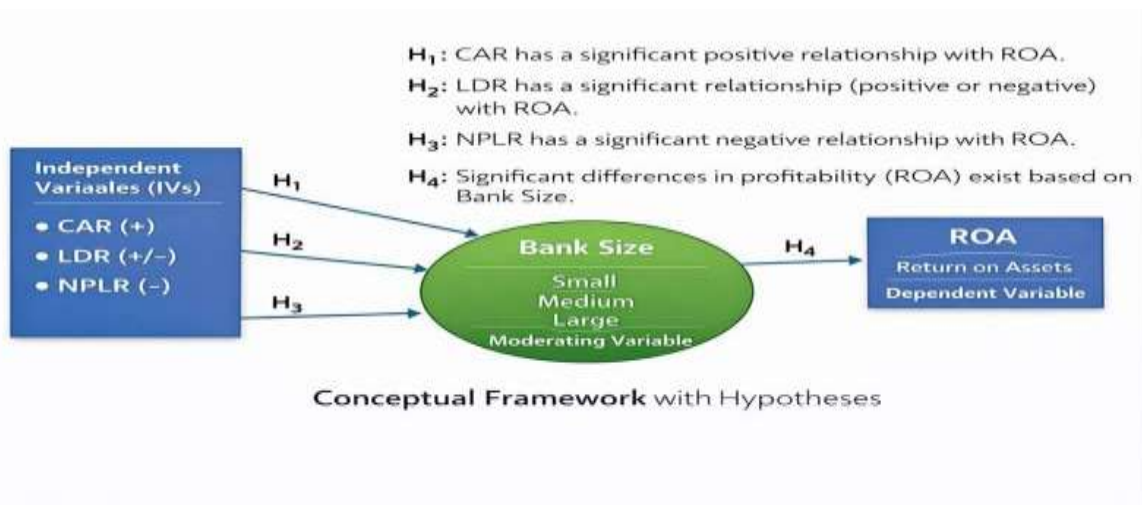 H₁: CAR has a significant positive relationship with ROA.
H₂: LDR has a significant relationship (positive or negative)
with ROA.
H₃: NPLR has a significant negative relationship with ROA.
H₄: Significant differences in profitability (ROA) exist based on
Bank Size.
Independent
Variaales (IVs)
• CAR (+)
• LDR (+/−)
• NPLR (−)
H₁
H₂
H₃
Bank Size
Small
Medium
Large
Moderating Variable
H₄
ROA
Return on Assets
Dependent Variable
Conceptual Framework with Hypotheses